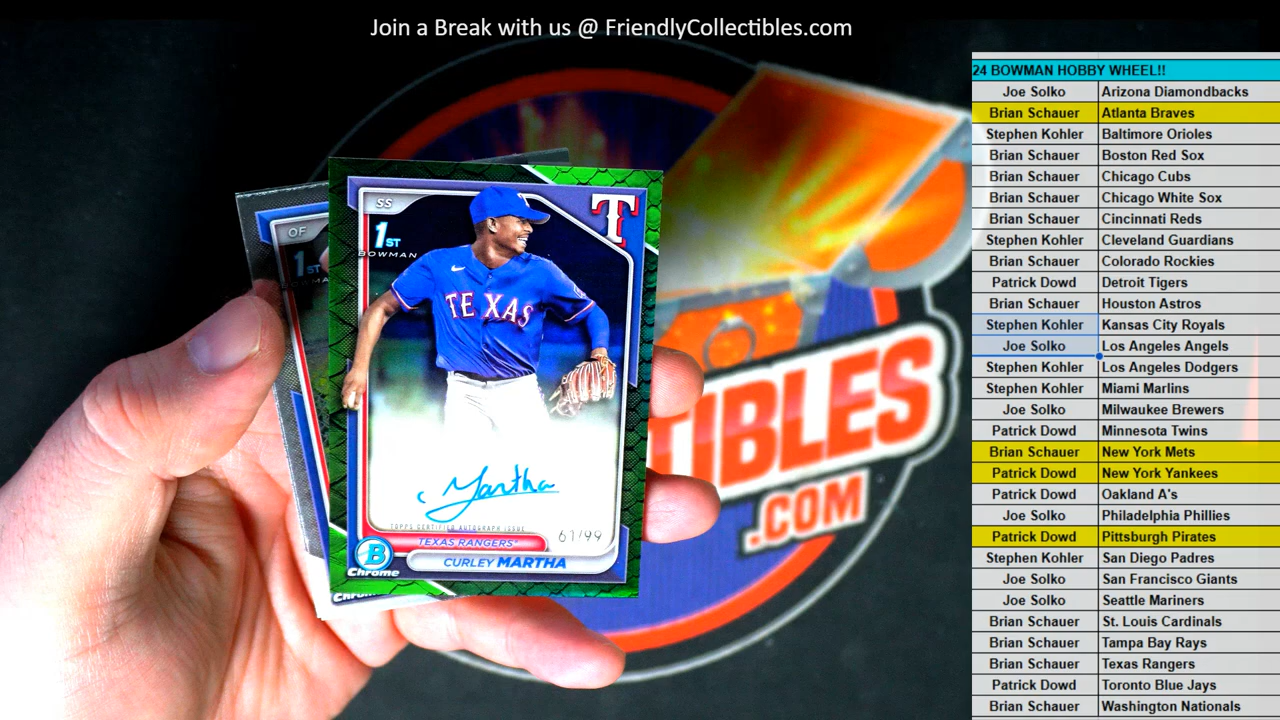 Join a Break with us @ FriendlyCollectibles.com
SS
1ST
BOWMAN
T
TEXAS
Martha
TOPPS CERTIFIED AUTOGRAPH ISSUE
61/99
TEXAS RANGERS
CURLEY MARTHA
B
Chrome
OF
1ST
TIBLES
.COM
24 BOWMAN HOBBY WHEEL!!
Joe Solko Arizona Diamondbacks
Brian Schauer Atlanta Braves
Stephen Kohler Baltimore Orioles
Brian Schauer Boston Red Sox
Brian Schauer Chicago Cubs
Brian Schauer Chicago White Sox
Brian Schauer Cincinnati Reds
Stephen Kohler Cleveland Guardians
Brian Schauer Colorado Rockies
Patrick Dowd Detroit Tigers
Brian Schauer Houston Astros
Stephen Kohler Kansas City Royals
Joe Solko Los Angeles Angels
Stephen Kohler Los Angeles Dodgers
Stephen Kohler Miami Marlins
Joe Solko Milwaukee Brewers
Patrick Dowd Minnesota Twins
Brian Schauer New York Mets
Patrick Dowd New York Yankees
Patrick Dowd Oakland A's
Joe Solko Philadelphia Phillies
Patrick Dowd Pittsburgh Pirates
Stephen Kohler San Diego Padres
Joe Solko San Francisco Giants
Joe Solko Seattle Mariners
Brian Schauer St. Louis Cardinals
Brian Schauer Tampa Bay Rays
Brian Schauer Texas Rangers
Patrick Dowd Toronto Blue Jays
Brian Schauer Washington Nationals